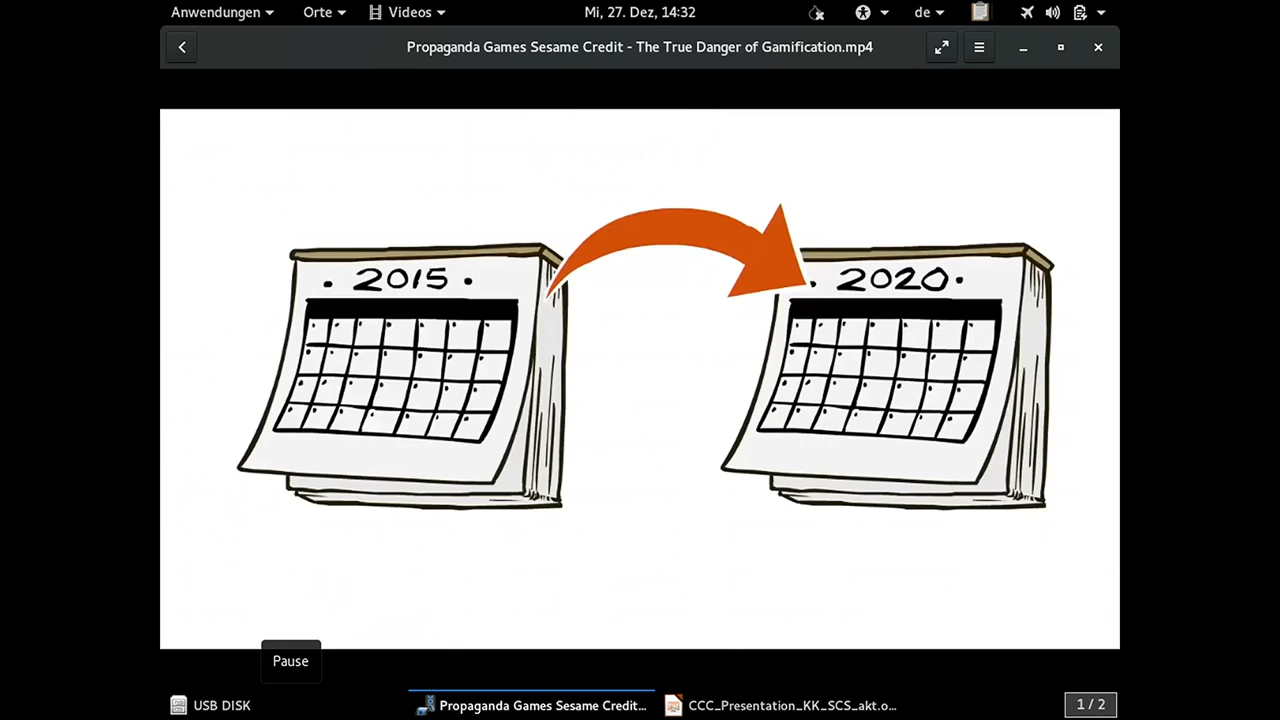 Anwendungen Orte Videos Mi, 27. Dez, 14:32 de
Propaganda Games Sesame Credit - The True Danger of Gamification.mp4
· 2015 · · 2020 ·
Pause
USB DISK Propaganda Games Sesame Credit... CCC_Presentation_KK_SCS_akt.o... 1 / 2